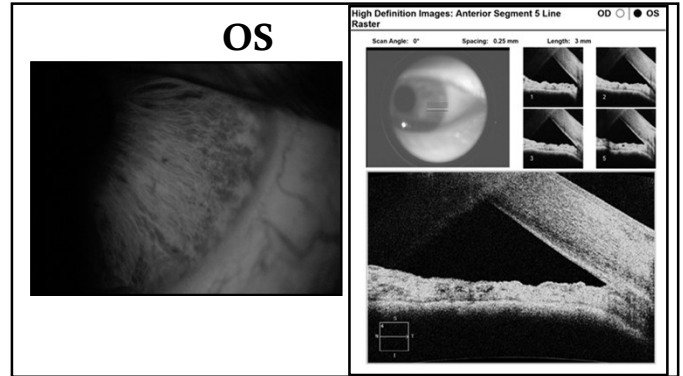 OS
High Definition Images: Anterior Segment 5 Line
Raster
OD OS
Scan Angle: 0° Spacing: 0.25 mm Length: 3 mm
1 2
3 5
S
N T